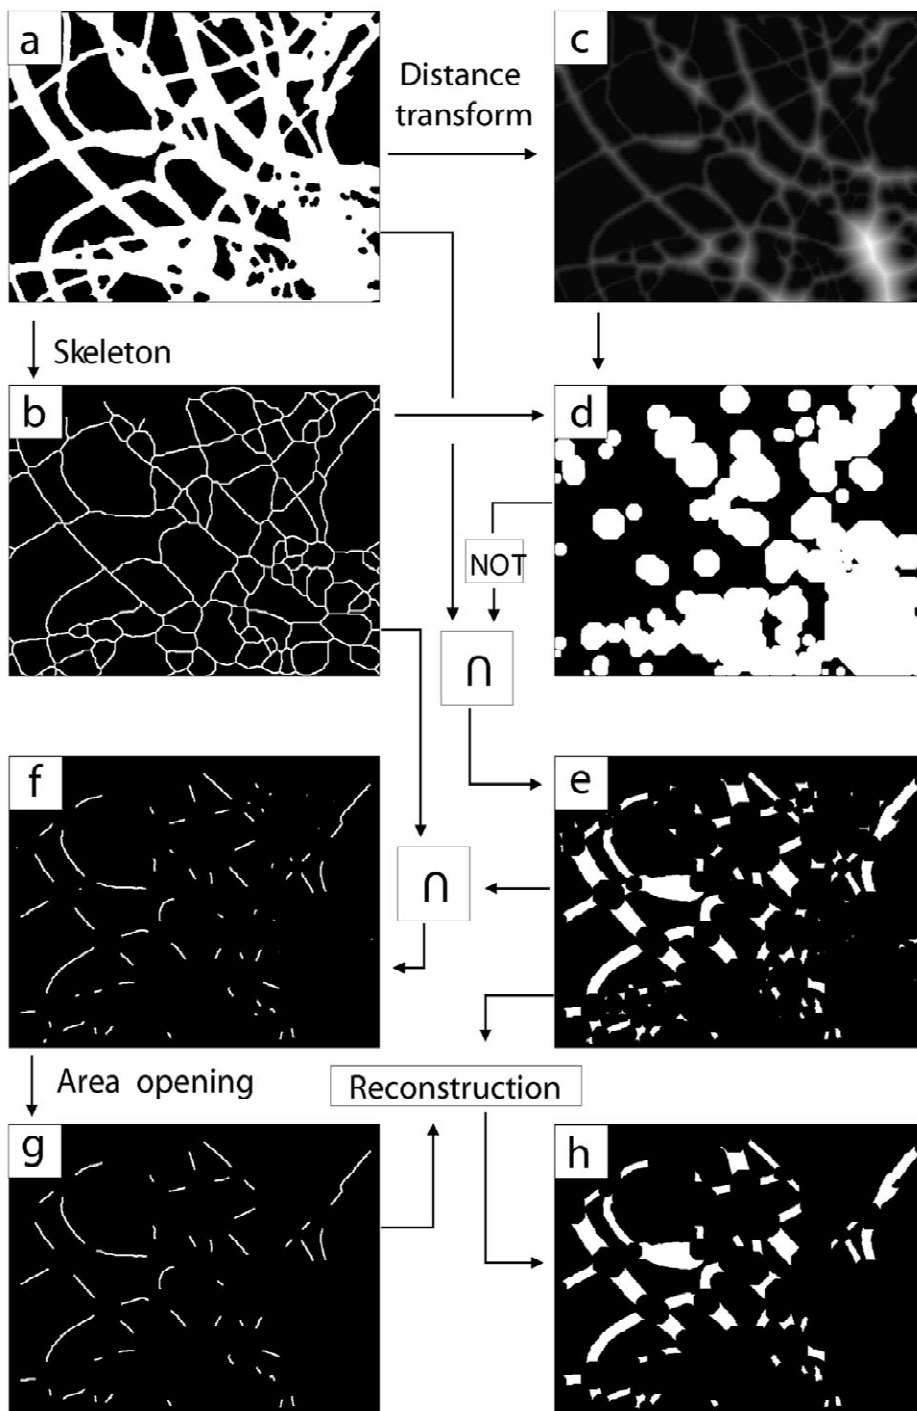 a
c
Distance
transform
Skeleton
b
d
NOT
∩
f
e
∩
Area opening
Reconstruction
g
h